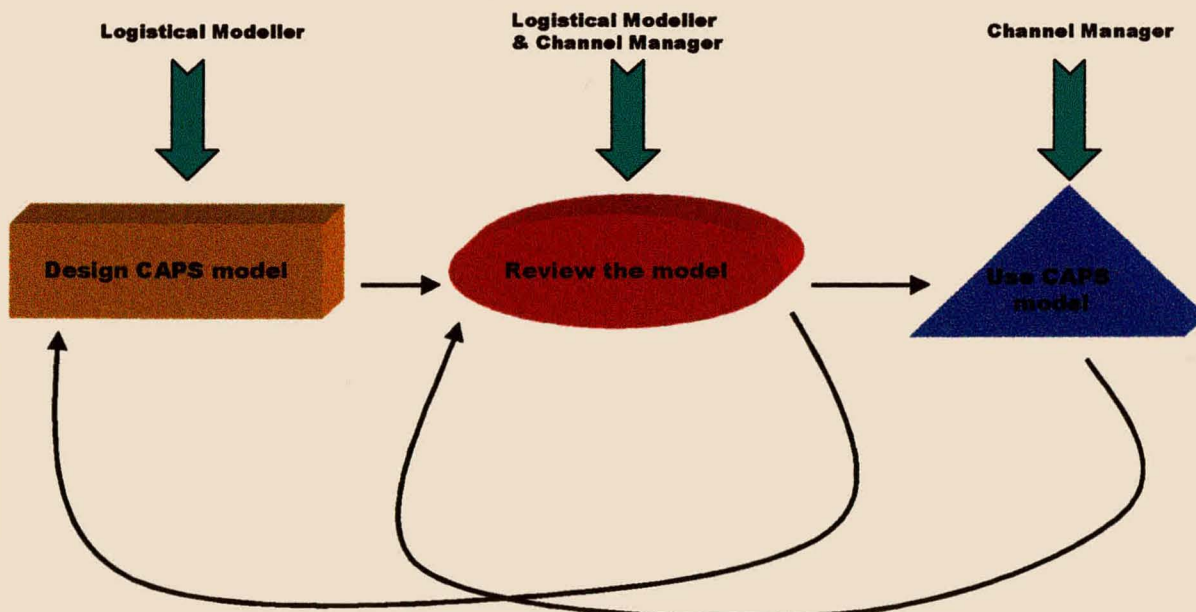 Logistical Modeller
Logistical Modeller
& Channel Manager
Channel Manager
Design CAPS model
Review the model
Use CAPS
model